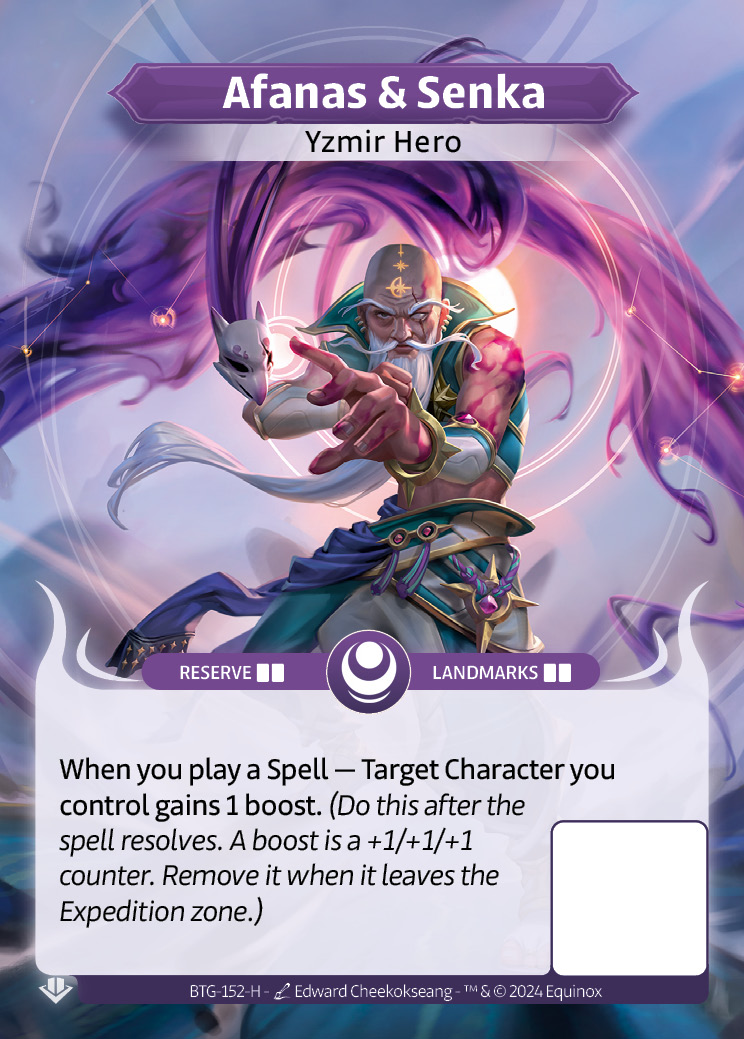 Afanas & Senka
Yzmir Hero
RESERVE
LANDMARKS
When you play a Spell — Target Character you
control gains 1 boost. (Do this after the
spell resolves. A boost is a +1/+1/+1
counter. Remove it when it leaves the
Expedition zone.)
BTG-152-H - Edward Cheekokseang - ™ & © 2024 Equinox